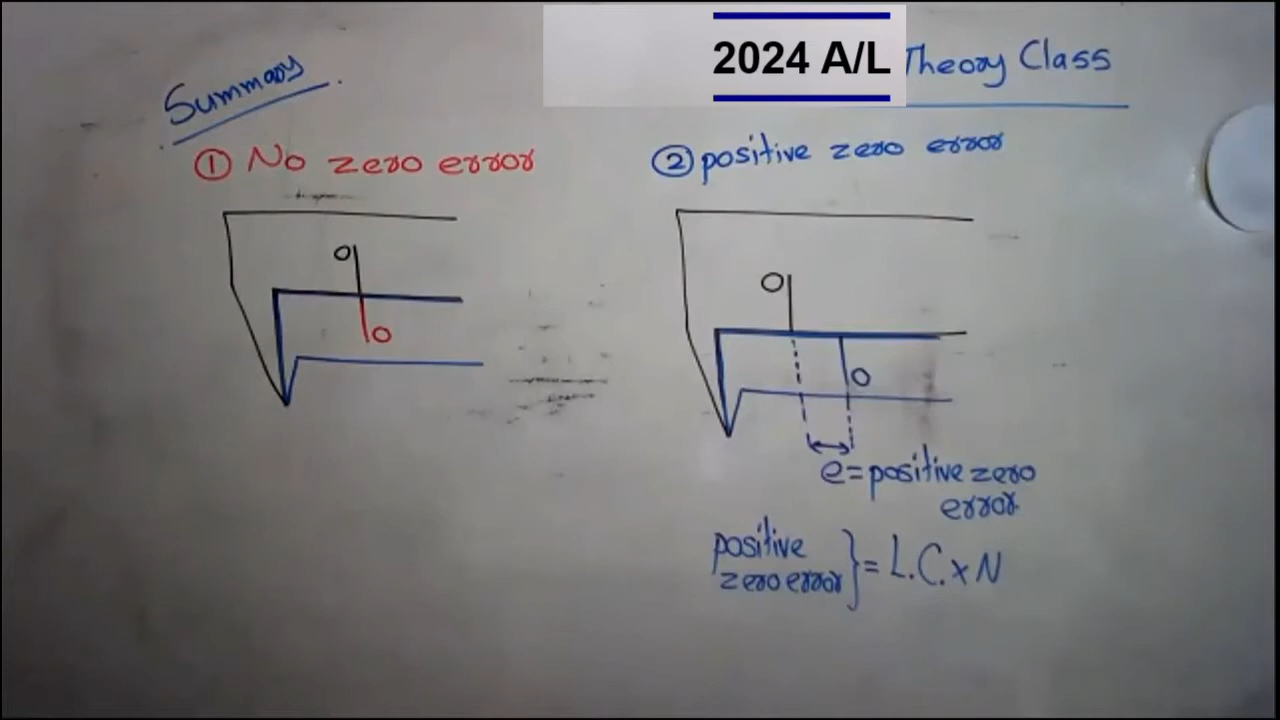 2024 A/L Theory Class
Summary
① No zero error
② positive zero error
0
0
0
0
e = positive zero
error
positive
zero error } = L.C. x N